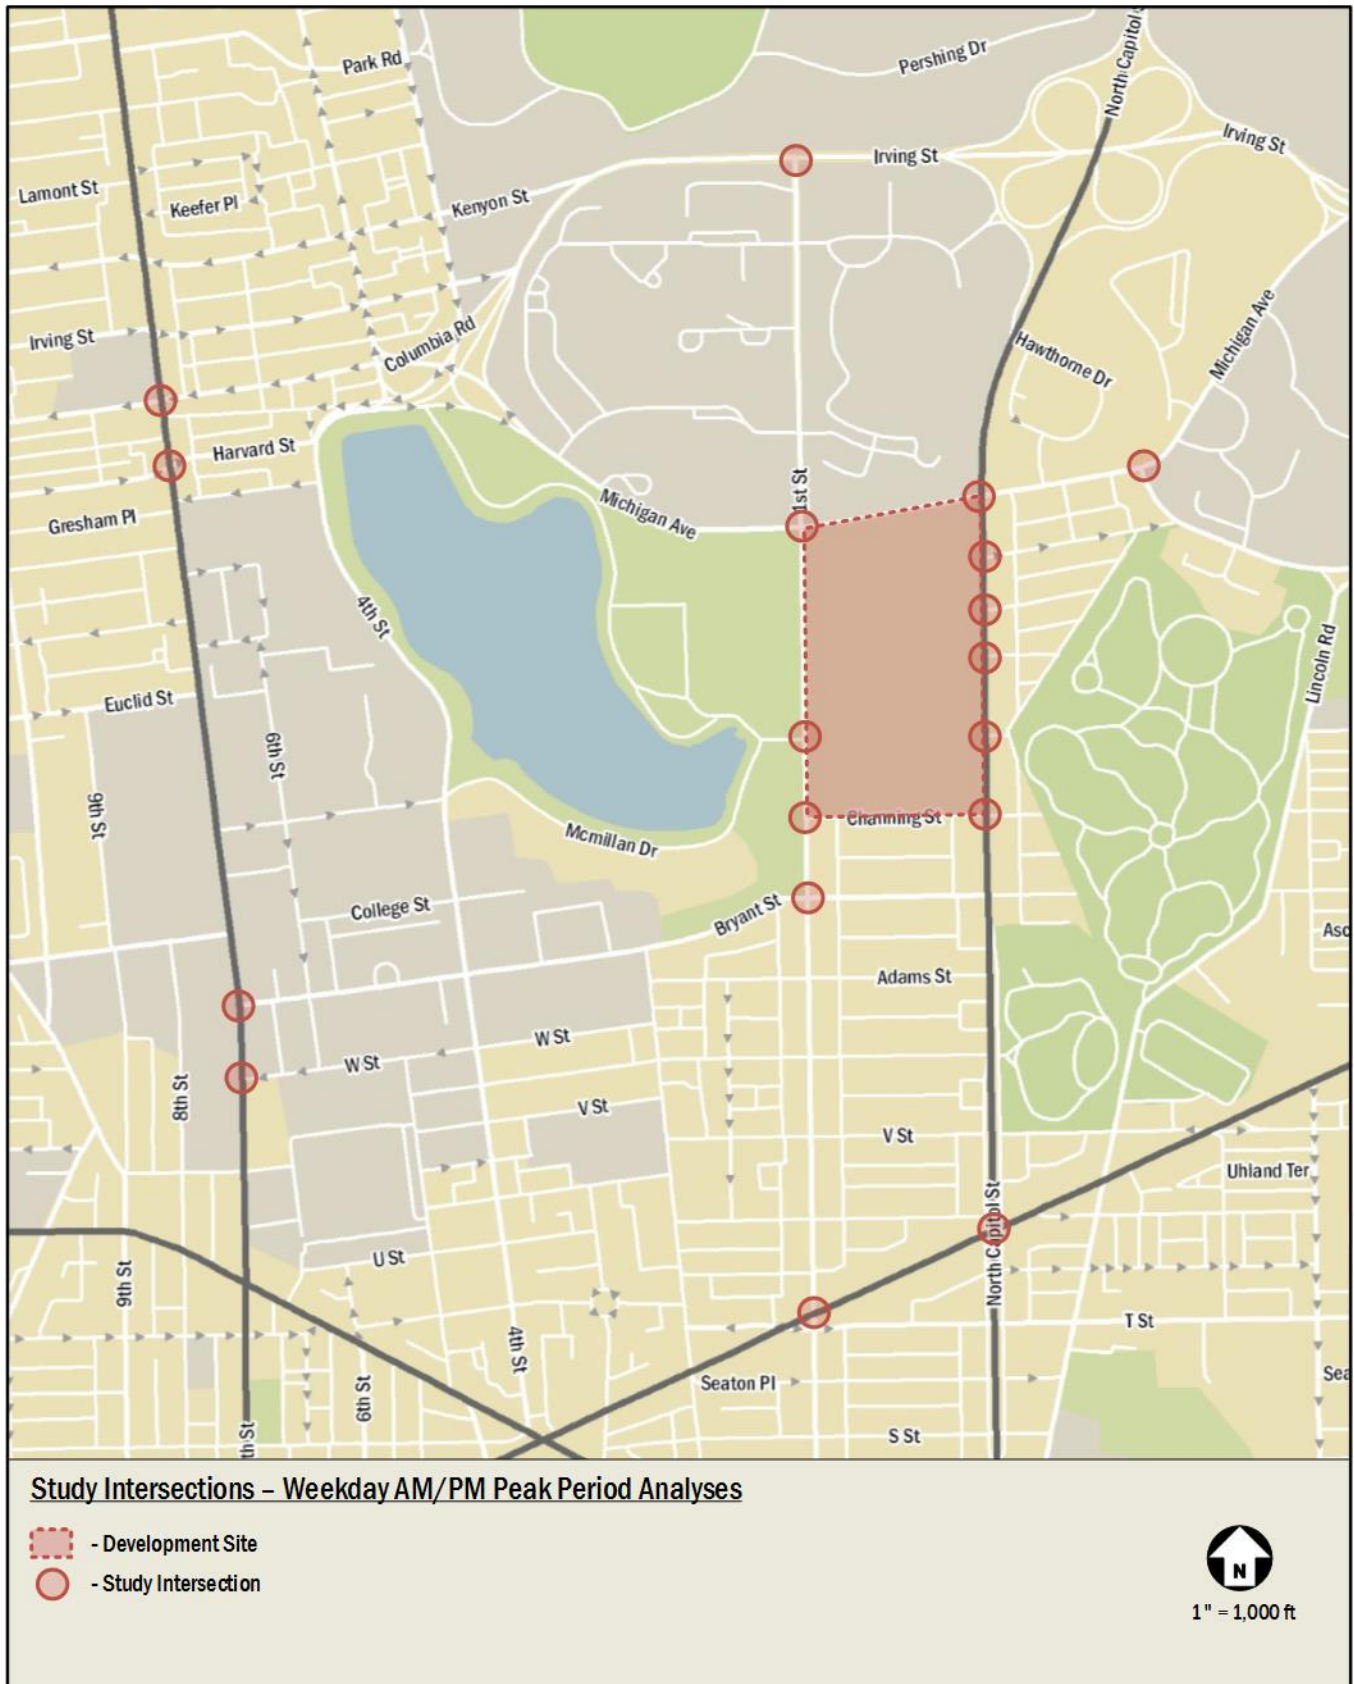 Park Rd
Pershing Dr
North Capitol
Irving St
Irving St
Lamont St
Keefer Pl
Kenyon St
Irving St
Columbia Rd
Hawthorne Dr
Michigan Ave
Harvard St
Gresham Pl
Michigan Ave
1st St
4th St
Lincoln Rd
Euclid St
6th St
9th St
Mcmillan Dr
Channing St
College St
Bryant St
Asc
Adams St
W St
W St
8th St
V St
V St
Uhland Ter
North Capitol St
U St
9th St
T St
4th St
6th St
Seaton Pl
Sea
S St
th St
Study Intersections – Weekday AM/PM Peak Period Analyses
- Development Site
- Study Intersection
N
1" = 1,000 ft